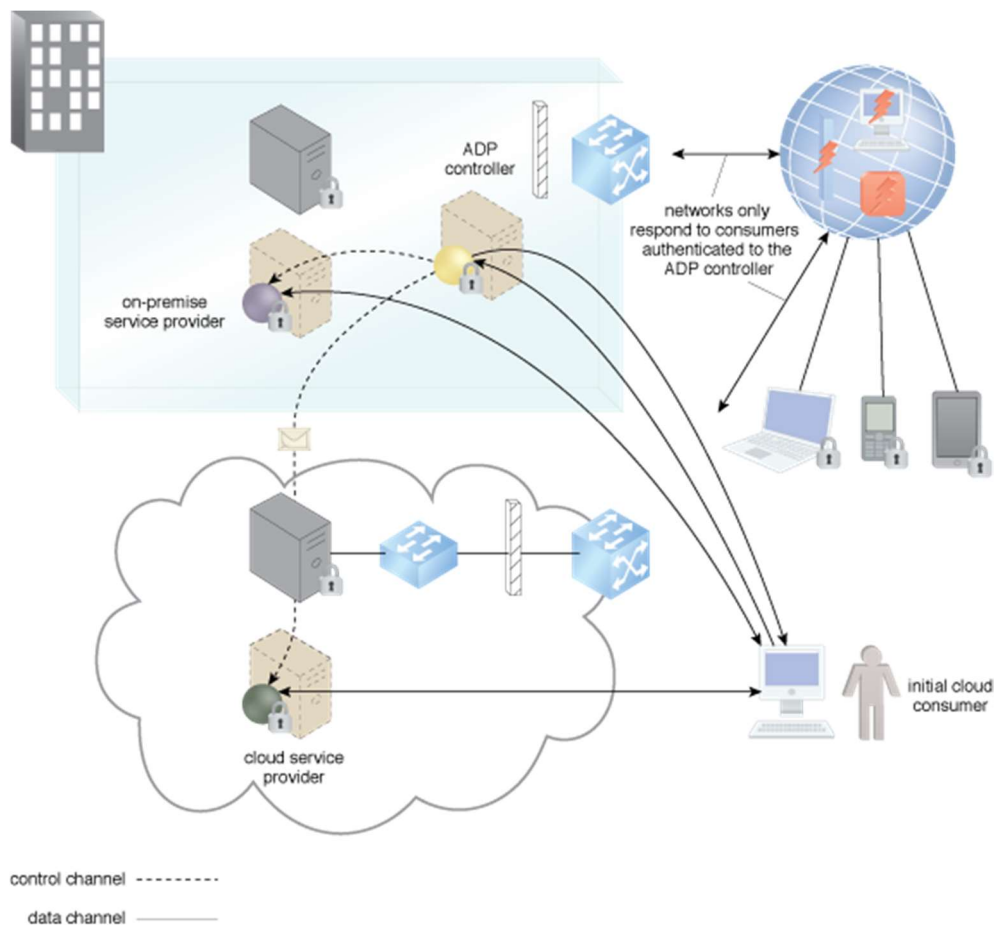 ADP
controller
networks only
respond to consumers
authenticated to the
ADP controller
on-premise
service provider
initial cloud
consumer
cloud service
provider
control channel
data channel